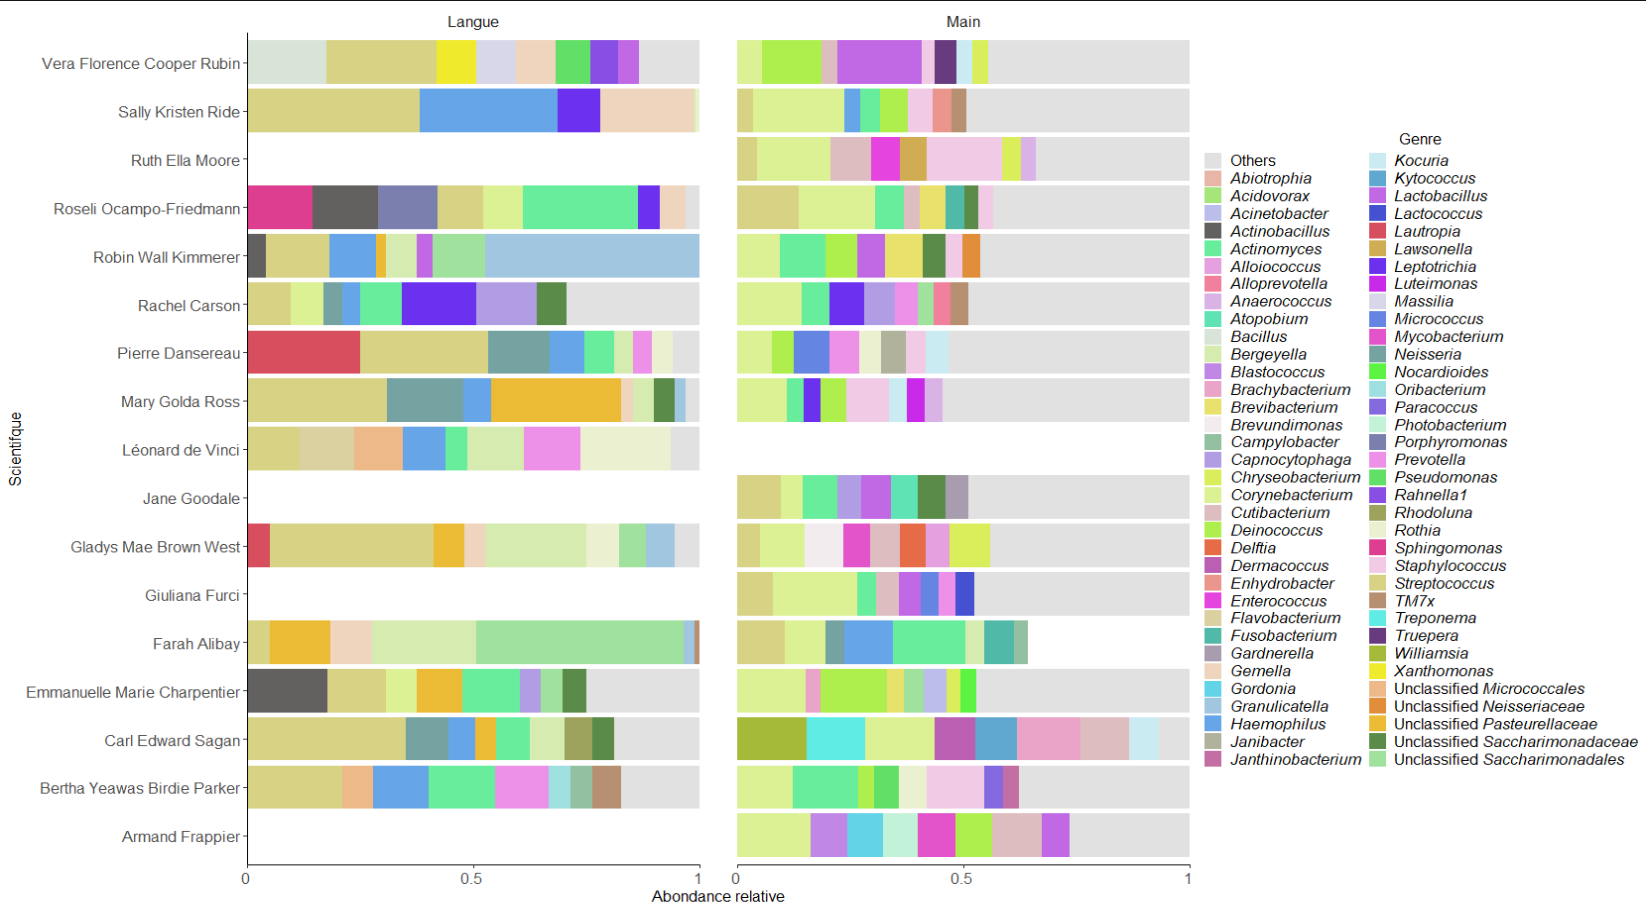 Langue
Main
Vera Florence Cooper Rubin
Sally Kristen Ride
Ruth Ella Moore
Roseli Ocampo-Friedmann
Robin Wall Kimmerer
Rachel Carson
Pierre Dansereau
Mary Golda Ross
Léonard de Vinci
Jane Goodale
Gladys Mae Brown West
Giuliana Furci
Farah Alibay
Emmanuelle Marie Charpentier
Carl Edward Sagan
Bertha Yeawas Birdie Parker
Armand Frappier
Scientifque
0
0.5
1
0
0.5
1
Abondance relative
Genre
Others
Abiotrophia
Acidovorax
Acinetobacter
Actinobacillus
Actinomyces
Alloiococcus
Alloprevotella
Anaerococcus
Atopobium
Bacillus
Bergeyella
Blastococcus
Brachybacterium
Brevibacterium
Brevundimonas
Campylobacter
Capnocytophaga
Chryseobacterium
Corynebacterium
Cutibacterium
Deinococcus
Delftia
Dermacoccus
Enhydrobacter
Enterococcus
Flavobacterium
Fusobacterium
Gardnerella
Gemella
Gordonia
Granulicatella
Haemophilus
Janibacter
Janthinobacterium
Kocuria
Kytococcus
Lactobacillus
Lactococcus
Lautropia
Lawsonella
Leptotrichia
Luteimonas
Massilia
Micrococcus
Mycobacterium
Neisseria
Nocardioides
Oribacterium
Paracoccus
Photobacterium
Porphyromonas
Prevotella
Pseudomonas
Rahnella1
Rhodoluna
Rothia
Sphingomonas
Staphylococcus
Streptococcus
TM7x
Treponema
Truepera
Williamsia
Xanthomonas
Unclassified Micrococcales
Unclassified Neisseriaceae
Unclassified Pasteurellaceae
Unclassified Saccharimonadaceae
Unclassified Saccharimonadales